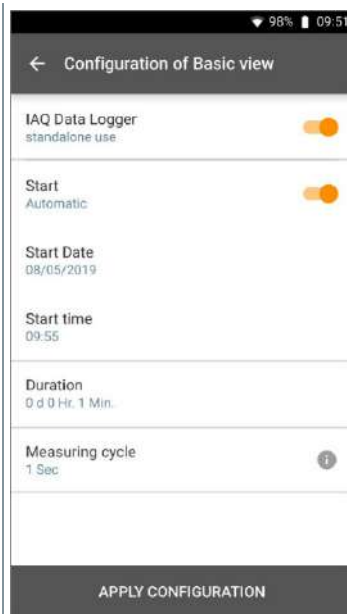 98% 09:51
Configuration of Basic view
IAQ Data Logger
standalone use
Start
Automatic
Start Date
08/05/2019
Start time
09:55
Duration
0 d 0 Hr. 1 Min.
Measuring cycle
1 Sec
APPLY CONFIGURATION